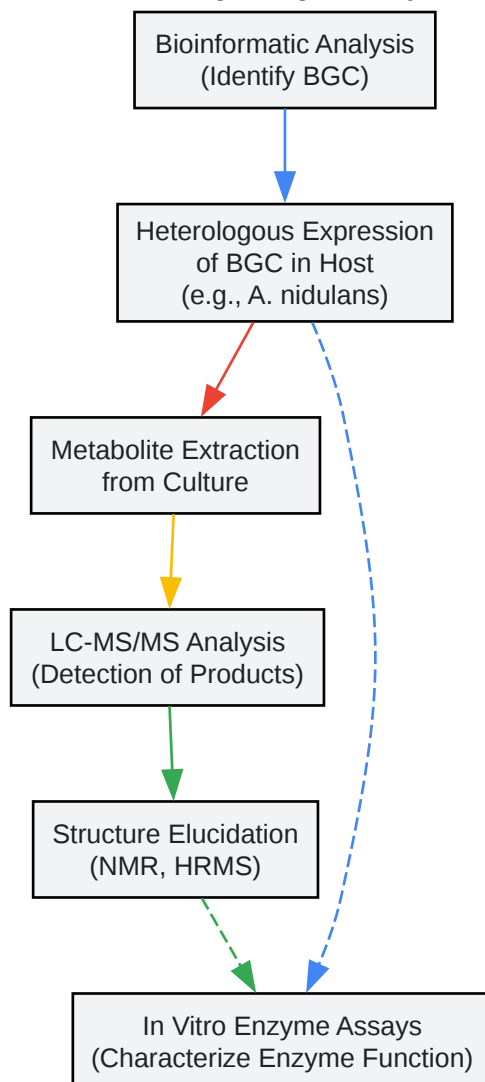 Bioinformatic Analysis
(Identify BGC)
Heterologous Expression
of BGC in Host
(e.g., A. nidulans)
Metabolite Extraction
from Culture
LC-MS/MS Analysis
(Detection of Products)
Structure Elucidation
(NMR, HRMS)
In Vitro Enzyme Assays
(Characterize Enzyme Function)